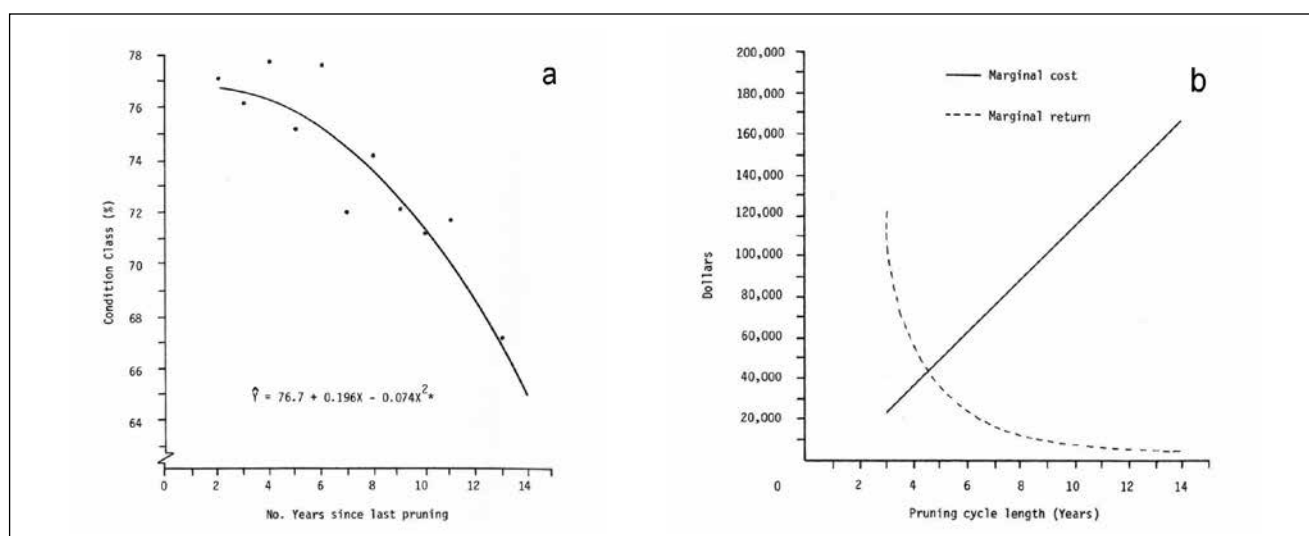 a
78
76
74
72
70
78
66
64
Condition Class (%)
Ŷ = 76.7 + 0.196X - 0.074X²*
0 2 4 6 8 10 12 14
No. Years since last pruning
b
200,000
180,000
160,000
140,000
120,000
100,000
80,000
60,000
40,000
20,000
Dollars
Marginal cost
Marginal return
0 2 4 6 8 10 12 14
Pruning cycle length (Years)